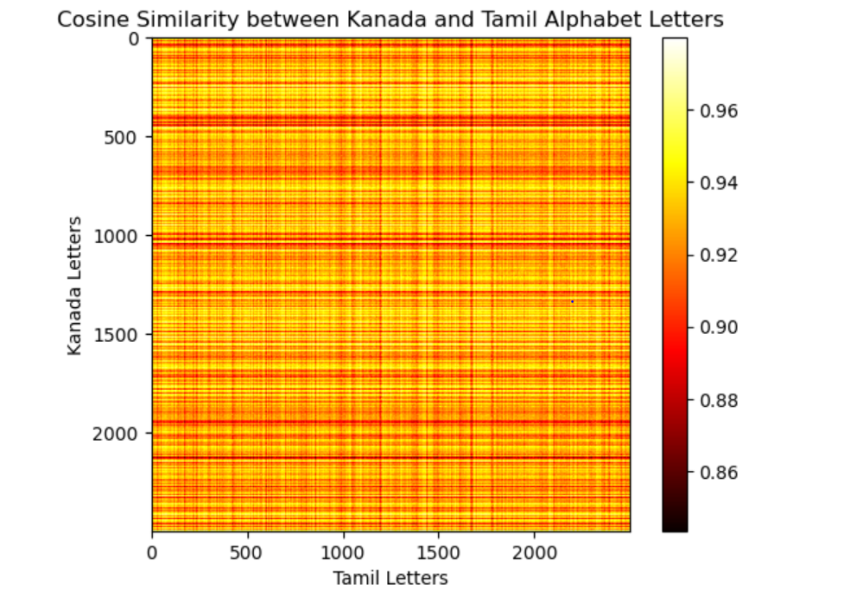 Cosine Similarity between Kanada and Tamil Alphabet Letters
0
500
1000
1500
2000
Kanada Letters
0 500 1000 1500 2000
Tamil Letters
0.96
0.94
0.92
0.90
0.88
0.86